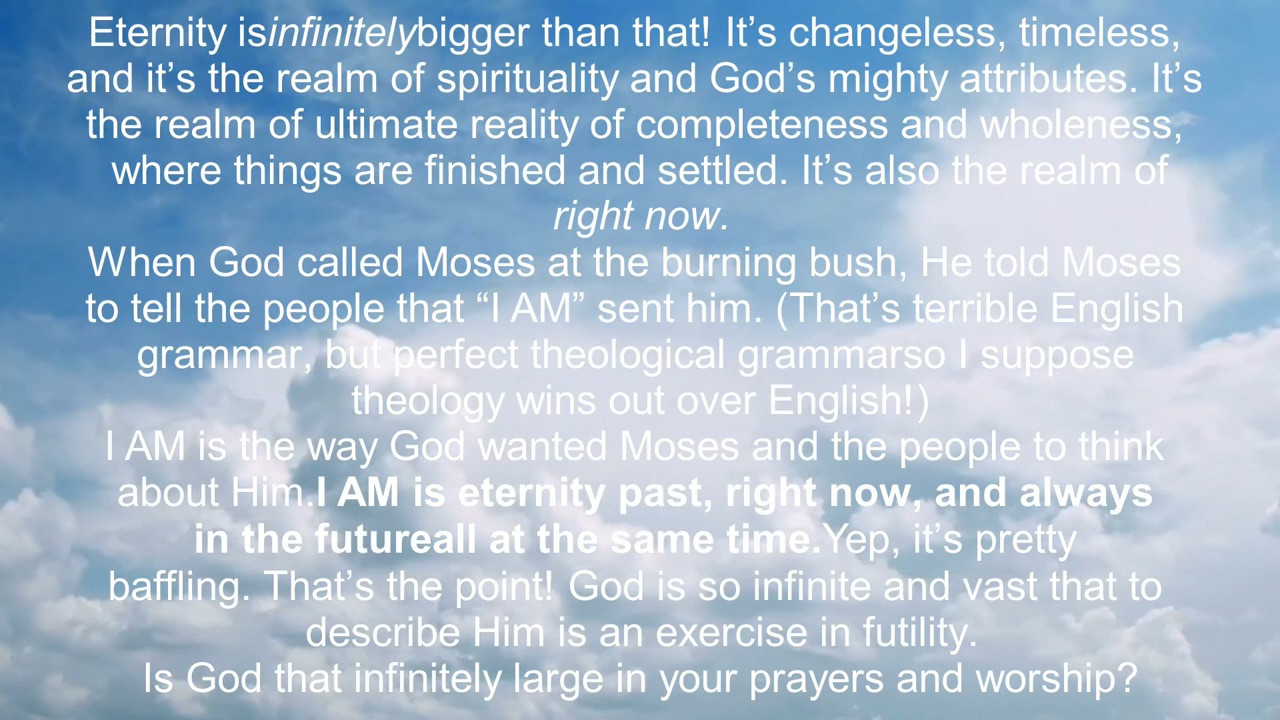 Eternity isinfinitelybigger than that! It’s changeless, timeless,
and it’s the realm of spirituality and God’s mighty attributes. It’s
the realm of ultimate reality of completeness and wholeness,
where things are finished and settled. It’s also the realm of
right now.
When God called Moses at the burning bush, He told Moses
to tell the people that “I AM” sent him. (That’s terrible English
grammar, but perfect theological grammarso I suppose
theology wins out over English!)
I AM is the way God wanted Moses and the people to think
about Him.I AM is eternity past, right now, and always
in the futureall at the same time.Yep, it’s pretty
baffling. That’s the point! God is so infinite and vast that to
describe Him is an exercise in futility.
Is God that infinitely large in your prayers and worship?